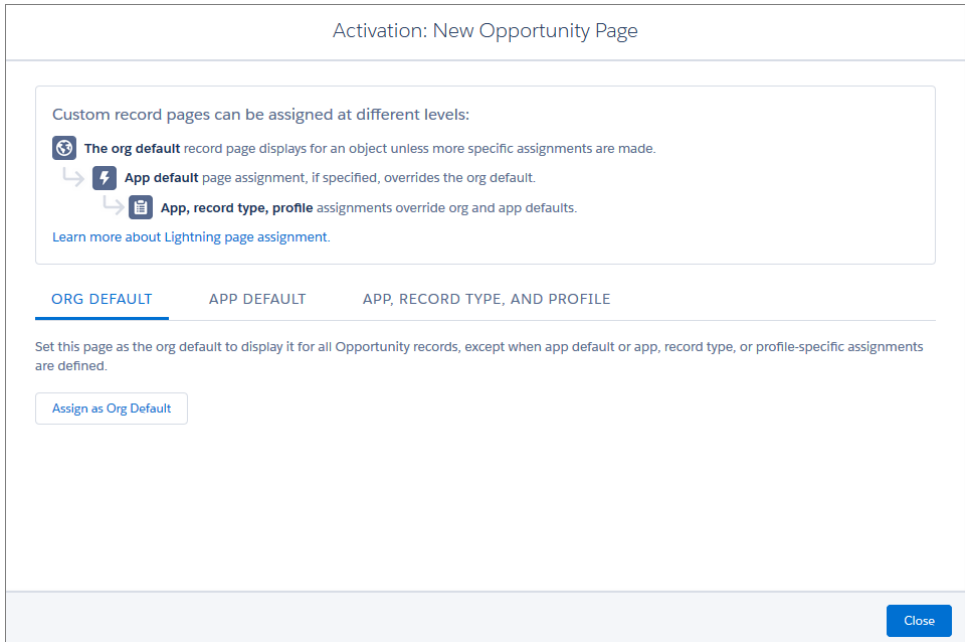 Activation: New Opportunity Page
Custom record pages can be assigned at different levels:
The org default record page displays for an object unless more specific assignments are made.
App default page assignment, if specified, overrides the org default.
App, record type, profile assignments override org and app defaults.
Learn more about Lightning page assignment.
ORG DEFAULT APP DEFAULT APP, RECORD TYPE, AND PROFILE
Set this page as the org default to display it for all Opportunity records, except when app default or app, record type, or profile-specific assignments
are defined.
Assign as Org Default
Close